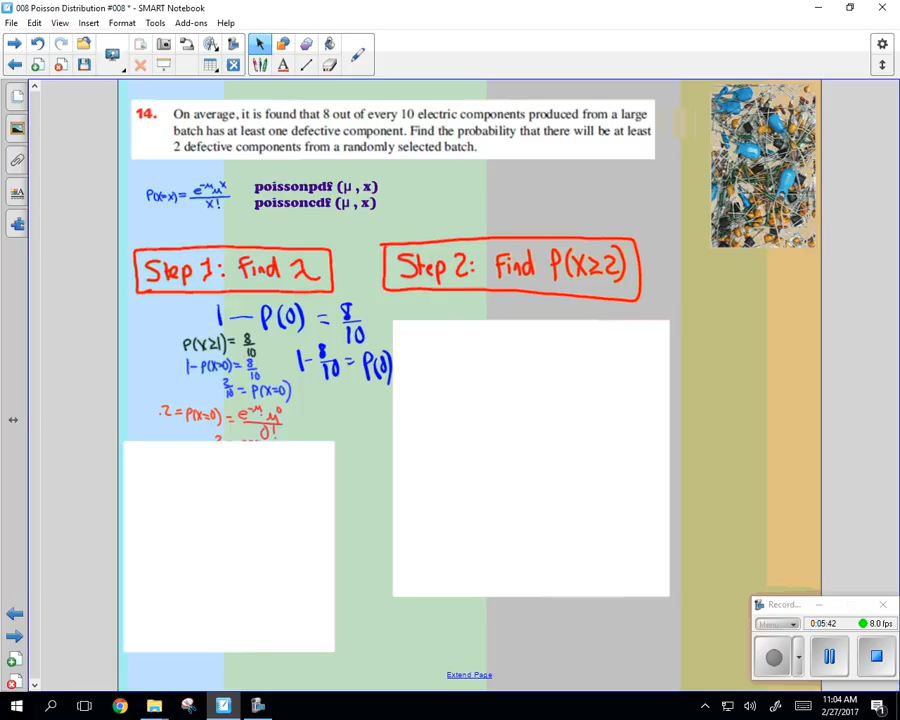 008 Poisson Distribution #008 * - SMART Notebook
File Edit View Insert Format Tools Add-ons Help
14. On average, it is found that 8 out of every 10 electric components produced from a large
batch has at least one defective component. Find the probability that there will be at least
2 defective components from a randomly selected batch.
P(X=x) = e^-μ μ^x / x!
poissonpdf (μ , x)
poissoncdf (μ , x)
Step 1: Find λ
Step 2: Find P(X≥2)
1 — P(0) = 8/10
P(X≥1) = 8/10
1 - 8/10 = P(0)
1-P(X=0) = 8/10
2/10 = P(X=0)
.2 = P(X=0) = e^-μ μ^0 / 0!
Extend Page
Record...
Menu
0:05:42
8.0 fps
11:04 AM
2/27/2017